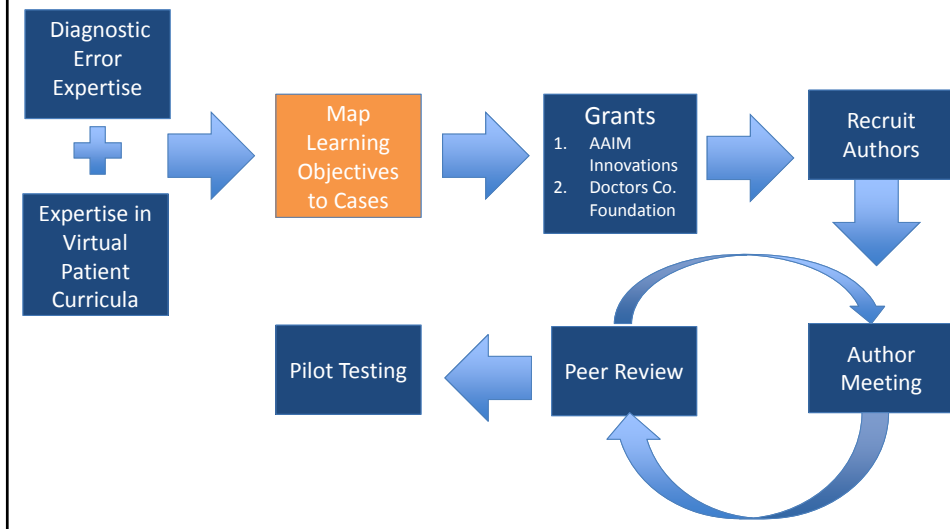 Diagnostic
Error
Expertise
Expertise in
Virtual
Patient
Curricula
Map
Learning
Objectives
to Cases
Grants
1. AAIM
Innovations
2. Doctors Co.
Foundation
Recruit
Authors
Author
Meeting
Peer Review
Pilot Testing